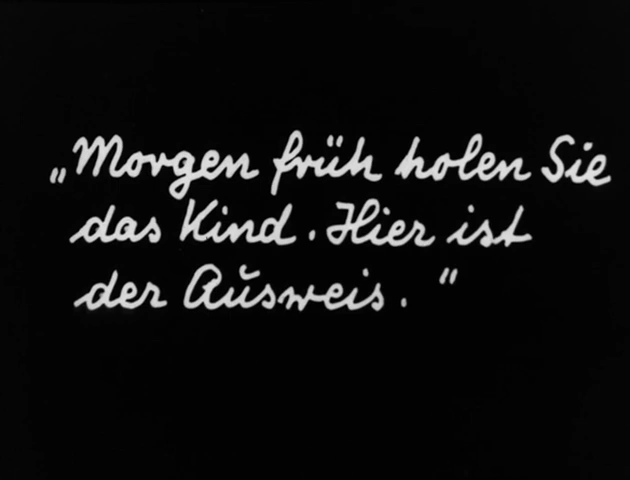 „Morgen früh holen Sie
das Kind. Hier ist
der Ausweis."